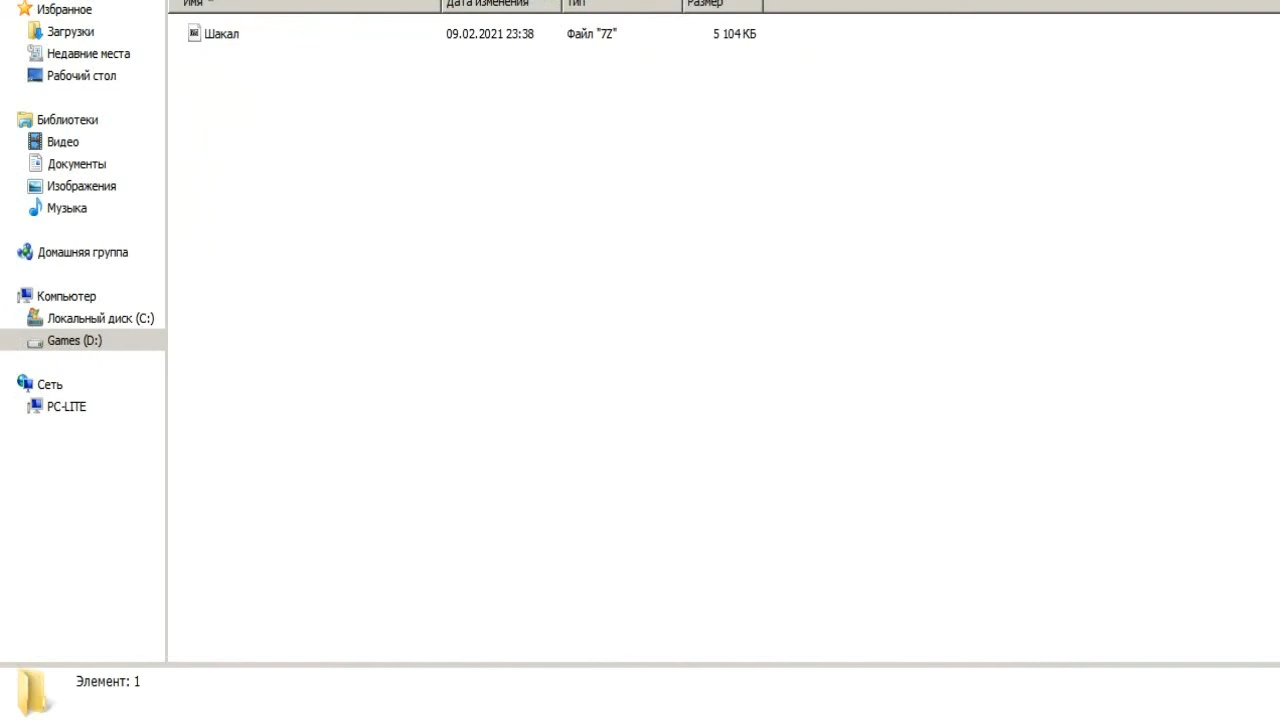 Имя Дата изменения Тип Размер
Шакал 09.02.2021 23:38 Файл "7Z" 5 104 КБ
Избранное
Загрузки
Недавние места
Рабочий стол
Библиотеки
Видео
Документы
Изображения
Музыка
Домашняя группа
Компьютер
Локальный диск (C:)
Games (D:)
Сеть
PC-LITE
Элемент: 1